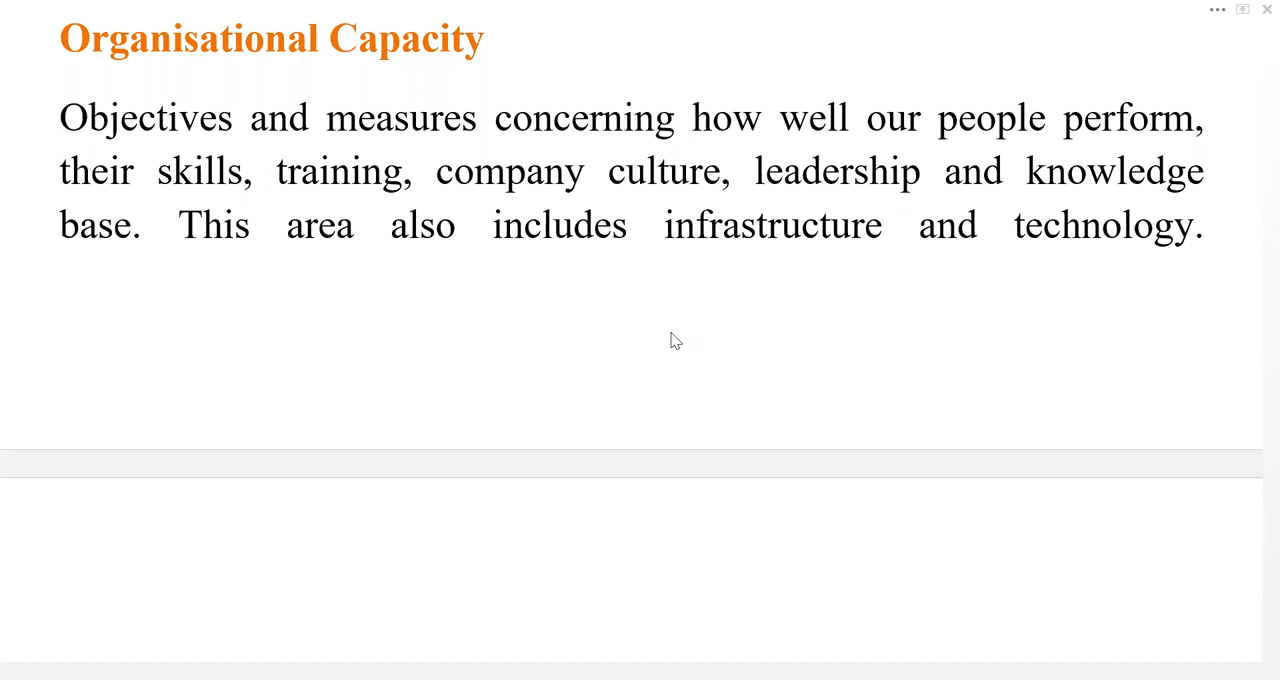 Organisational Capacity
Objectives and measures concerning how well our people perform,
their skills, training, company culture, leadership and knowledge
base. This area also includes infrastructure and technology.